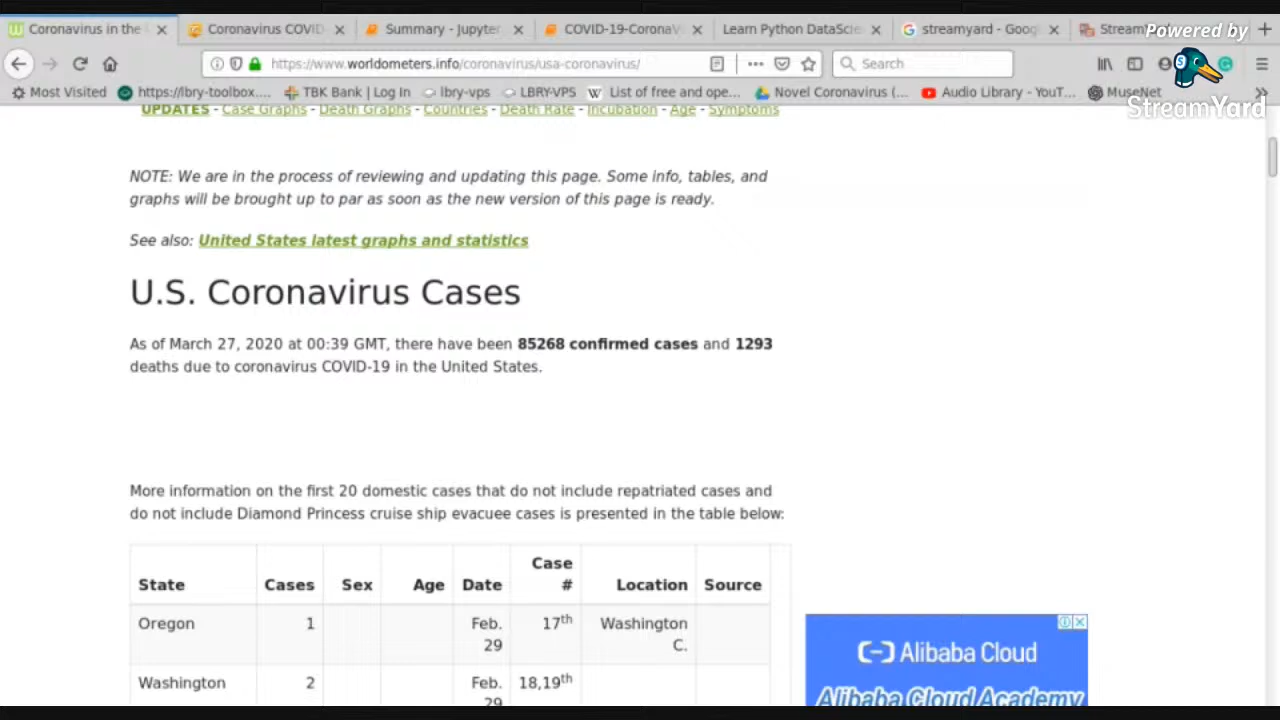 Coronavirus in the
Coronavirus COVID-
Summary - Jupyter
COVID-19-CoronaV
Learn Python DataScie
streamyard - Goog
Stream
Powered by
https://www.worldometers.info/coronavirus/usa-coronavirus/
Search
Most Visited
https://lbry-toolbox....
TBK Bank | Log In
lbry-vps
LBRY-VPS
List of free and ope...
Novel Coronavirus (...
Audio Library - YouT...
MuseNet
StreamYard
UPDATES - Case Graphs - Death Graphs - Countries - Death Rate - Incubation - Age - Symptoms
NOTE: We are in the process of reviewing and updating this page. Some info, tables, and
graphs will be brought up to par as soon as the new version of this page is ready.
See also: United States latest graphs and statistics
U.S. Coronavirus Cases
As of March 27, 2020 at 00:39 GMT, there have been 85268 confirmed cases and 1293
deaths due to coronavirus COVID-19 in the United States.
More information on the first 20 domestic cases that do not include repatriated cases and
do not include Diamond Princess cruise ship evacuee cases is presented in the table below:
State Cases Sex Age Date Case # Location Source
Oregon 1 Feb. 29 17th Washington C.
Washington 2 Feb. 29 18,19th
Alibaba Cloud
Alibaba Cloud Academy